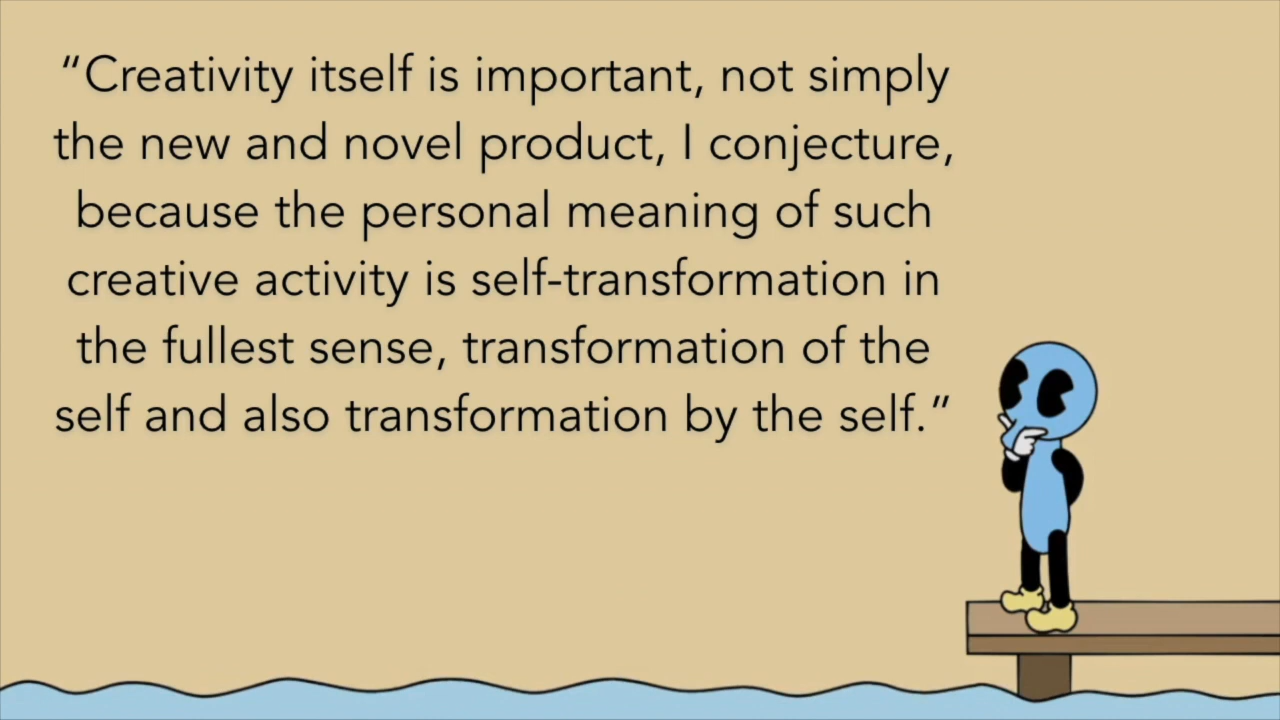 “Creativity itself is important, not simply
the new and novel product, I conjecture,
because the personal meaning of such
creative activity is self-transformation in
the fullest sense, transformation of the
self and also transformation by the self.”